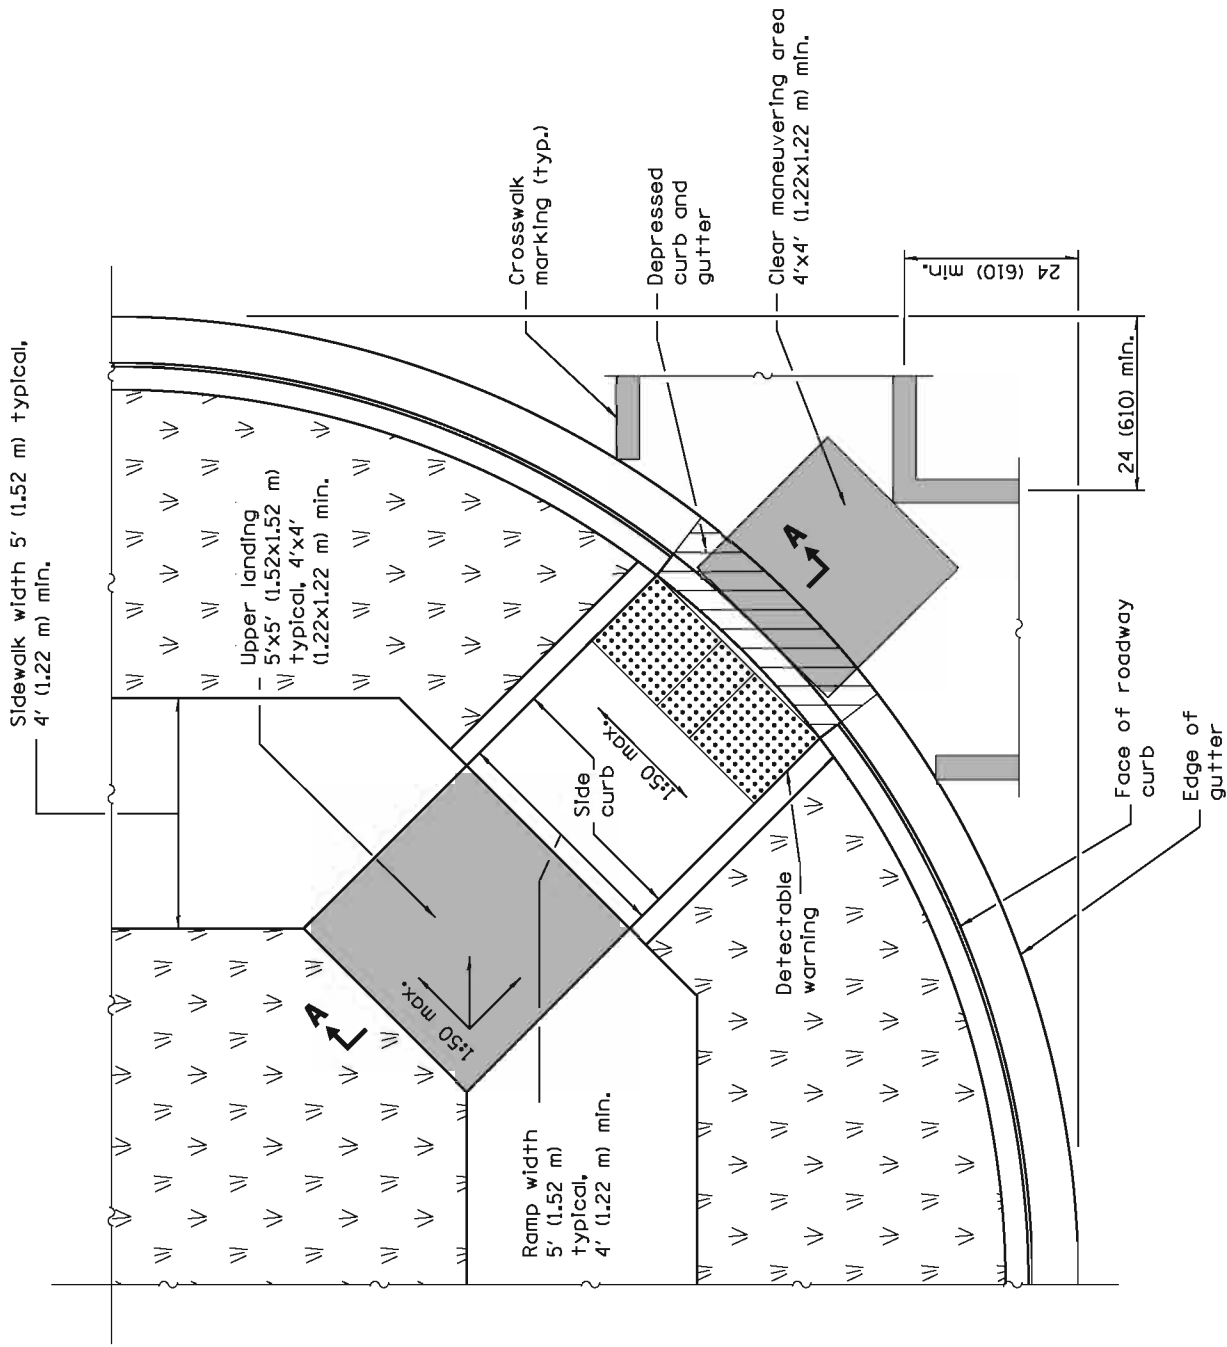 Sidewalk width 5' (1.52 m) typical,
4' (1.22 m) min.
Upper landing
5'x5' (1.52x1.52 m)
typical, 4'x4'
(1.22x1.22 m) min.
Crosswalk
marking (typ.)
Depressed
curb and
gutter
Clear maneuvering area
4'x4' (1.22x1.22 m) min.
24 (610) min.
24 (610) min.
A
1:50 max.
Side
curb
A
1:50 max.
Detectable
warning
Ramp width
5' (1.52 m)
typical,
4' (1.22 m) min.
Face of roadway
curb
Edge of
gutter